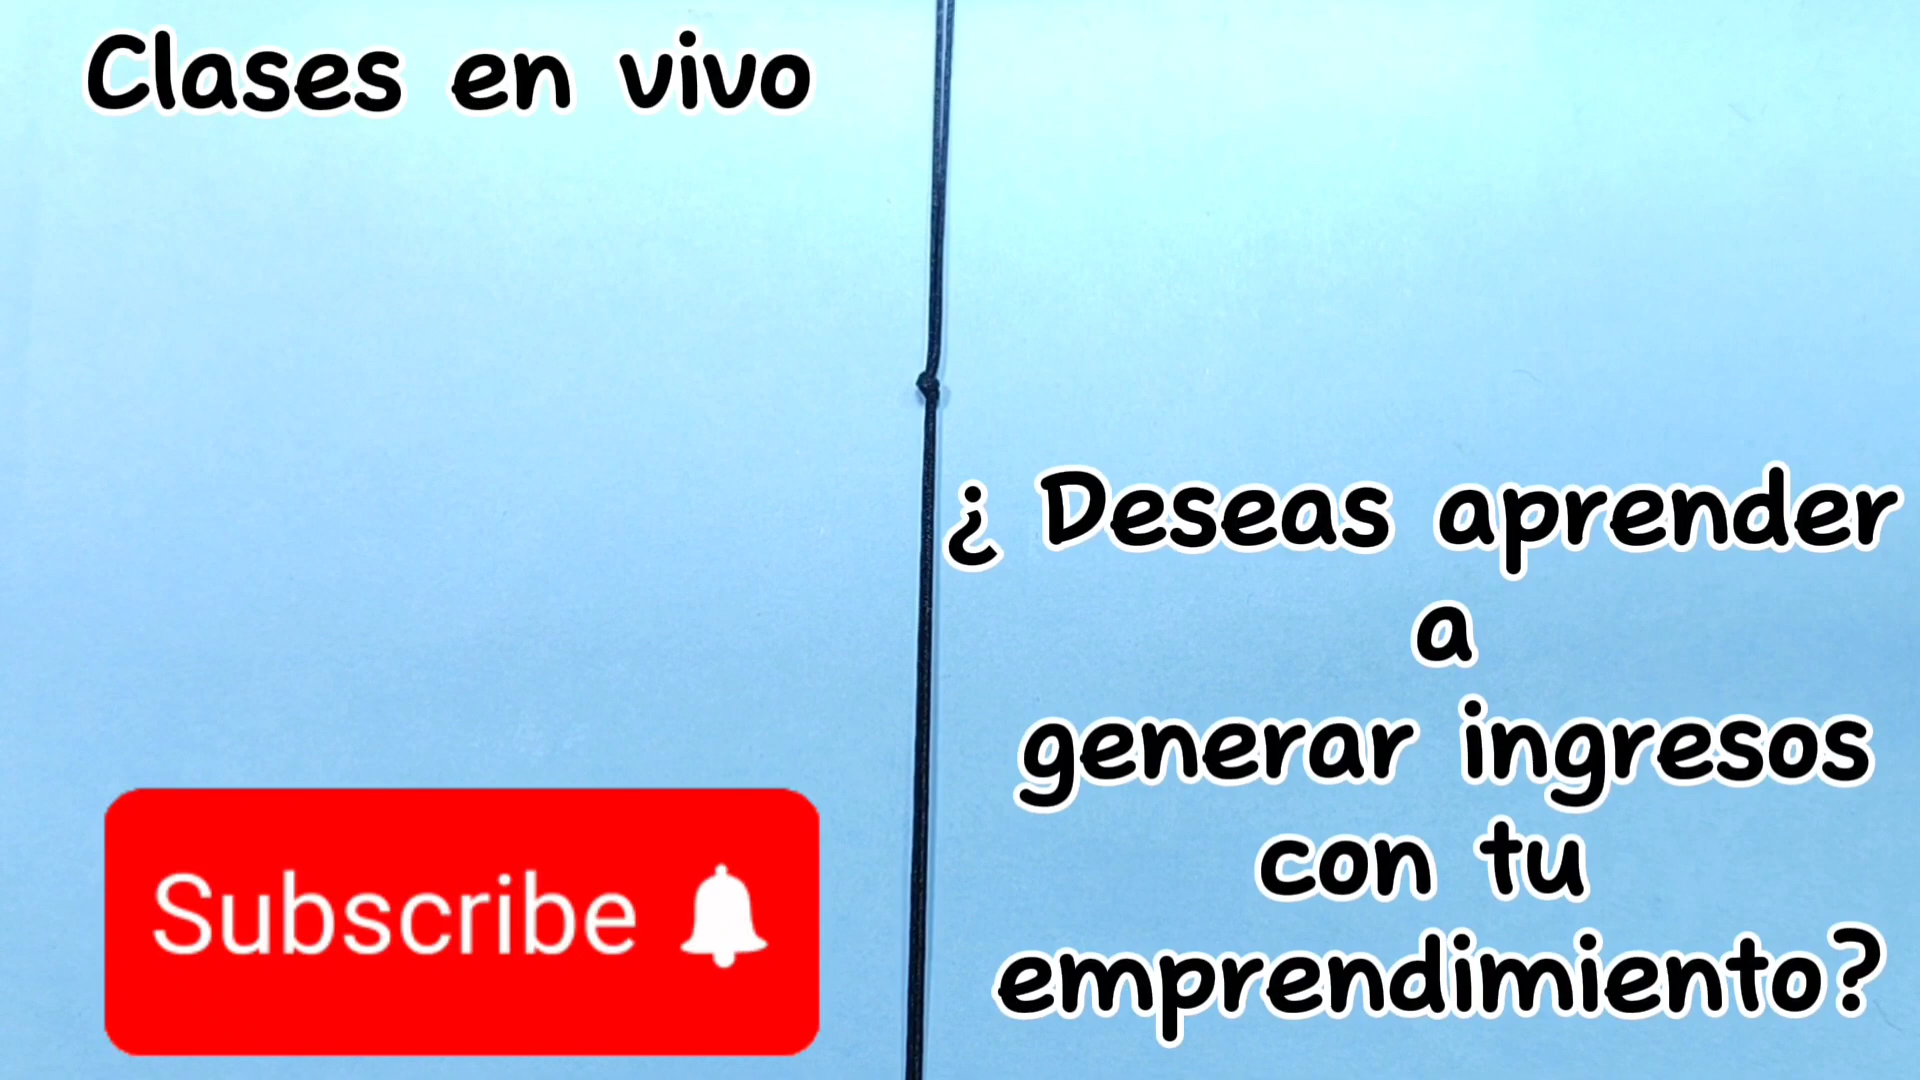 Clases en vivo
¿ Deseas aprender
a
generar ingresos
con tu
emprendimiento?
Subscribe